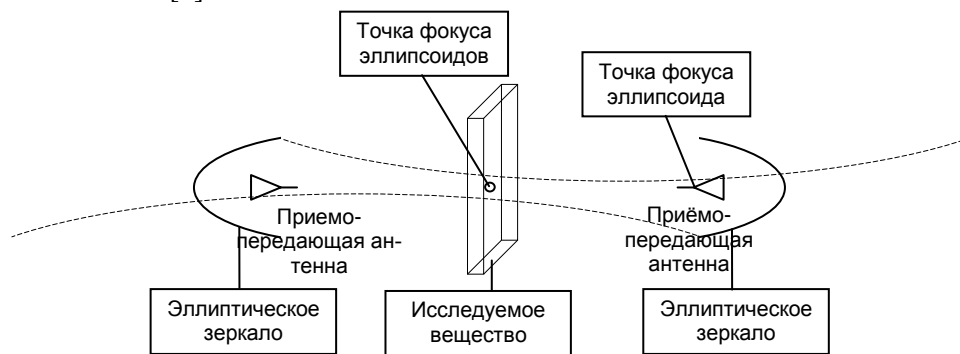 Точка фокуса
эллипсоидов
Точка фокуса
эллипсоида
Приемо-
передающая ан-
тенна
Приёмо-
передающая
антенна
Эллиптическое
зеркало
Исследуемое
вещество
Эллиптическое
зеркало